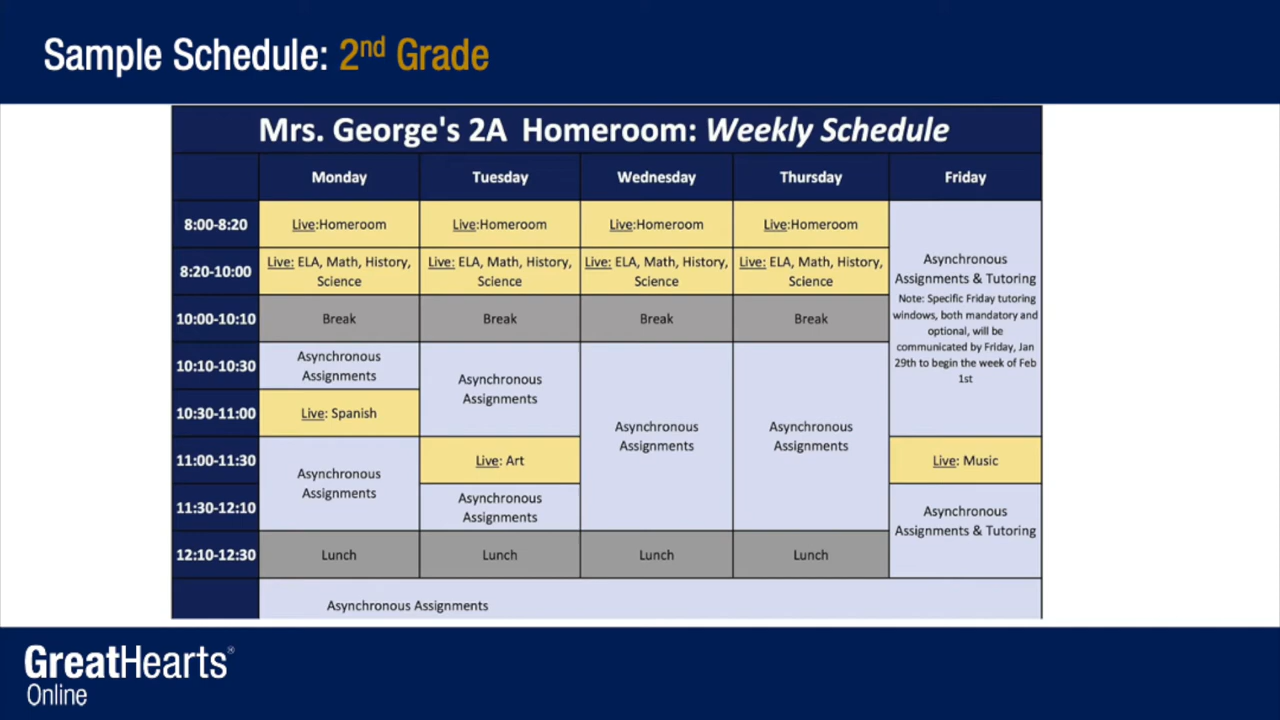 Sample Schedule: 2nd Grade
Mrs. George's 2A Homeroom: Weekly Schedule
Monday Tuesday Wednesday Thursday Friday
8:00-8:20 Live:Homeroom Live:Homeroom Live:Homeroom Live:Homeroom
8:20-10:00
Live: ELA, Math, History,
Science
Live: ELA, Math, History,
Science
Live: ELA, Math, History,
Science
Live: ELA, Math, History,
Science
Asynchronous
Assignments & Tutoring
Note: Specific Friday tutoring
windows, both mandatory and
optional, will be
communicated by Friday, Jan
29th to begin the week of Feb
1st
10:00-10:10 Break Break Break Break
10:10-10:30
Asynchronous
Assignments
Asynchronous
Assignments
Asynchronous
Assignments
Asynchronous
Assignments
10:30-11:00 Live: Spanish
11:00-11:30
Asynchronous
Assignments
Live: Art
Live: Music
11:30-12:10
Asynchronous
Assignments
Asynchronous
Assignments & Tutoring
12:10-12:30 Lunch Lunch Lunch Lunch
Asynchronous Assignments
GreatHearts®
Online